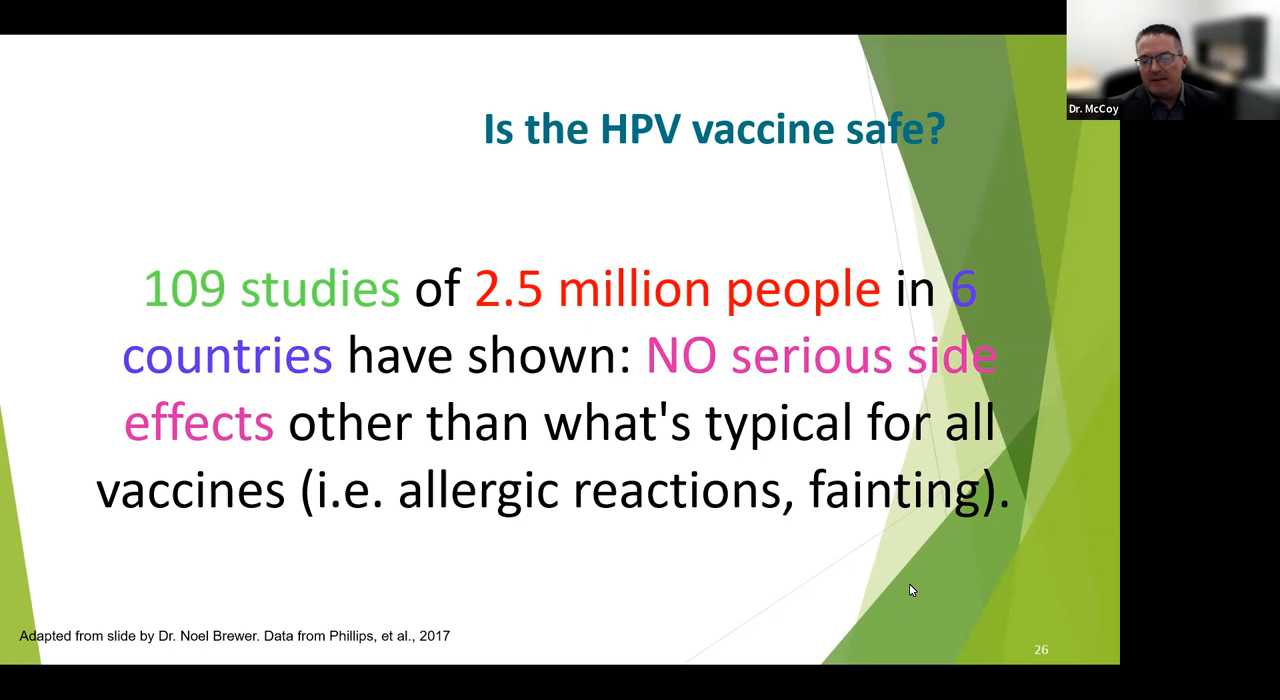 Dr. McCoy
Is the HPV vaccine safe?
109 studies of 2.5 million people in 6
countries have shown: NO serious side
effects other than what's typical for all
vaccines (i.e. allergic reactions, fainting).
Adapted from slide by Dr. Noel Brewer. Data from Phillips, et al., 2017
26